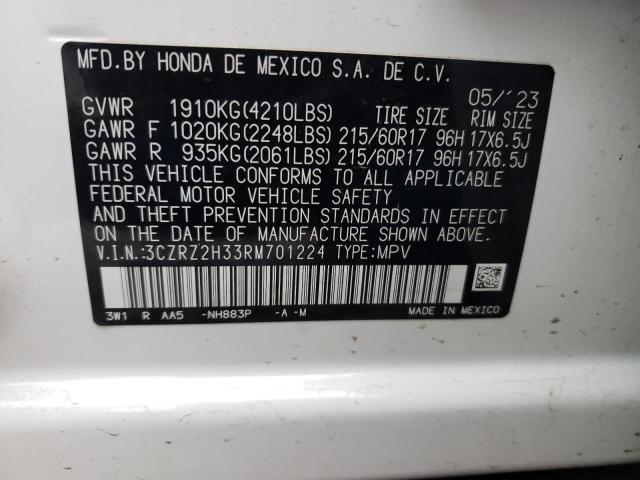 MFD.BY HONDA DE MEXICO S.A. DE C.V.
05/'23
GVWR 1910KG(4210LBS) TIRE SIZE RIM SIZE
GAWR F 1020KG(2248LBS) 215/60R17 96H 17X6.5J
GAWR R 935KG(2061LBS) 215/60R17 96H 17X6.5J
THIS VEHICLE CONFORMS TO ALL APPLICABLE
FEDERAL MOTOR VEHICLE SAFETY
AND THEFT PREVENTION STANDARDS IN EFFECT
ON THE DATE OF MANUFACTURE SHOWN ABOVE.
V.I.N.:3CZRZ2H33RM701224 TYPE:MPV
3W1 R AA5 -NH883P -A -M MADE IN MEXICO